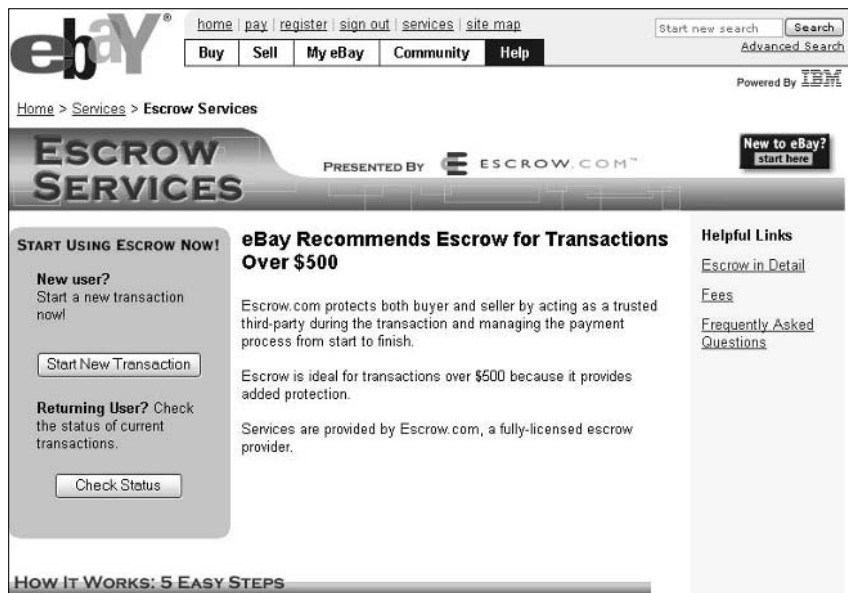 ebay®
home | pay | register | sign out | services | site map
Start new search Search
Advanced Search
Buy Sell My eBay Community Help
Powered By IBM
Home > Services > Escrow Services
ESCROW SERVICES
PRESENTED BY ESCROW.COM™
New to eBay?
start here
START USING ESCROW NOW!
New user?
Start a new transaction
now!
Start New Transaction
Returning User? Check
the status of current
transactions.
Check Status
eBay Recommends Escrow for Transactions
Over $500
Escrow.com protects both buyer and seller by acting as a trusted
third-party during the transaction and managing the payment
process from start to finish.
Escrow is ideal for transactions over $500 because it provides
added protection.
Services are provided by Escrow.com, a fully-licensed escrow
provider.
Helpful Links
Escrow in Detail
Fees
Frequently Asked
Questions
HOW IT WORKS: 5 EASY STEPS